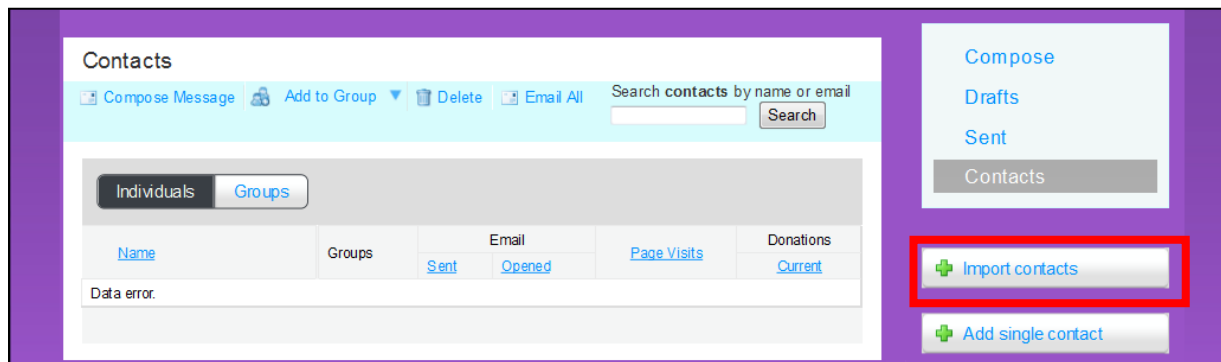 Contacts
Compose Message Add to Group Delete Email All
Search contacts by name or email
Search
Individuals Groups
Name Groups Email Page Visits Donations
Sent Opened Current
Data error.
Compose
Drafts
Sent
Contacts
Import contacts
Add single contact